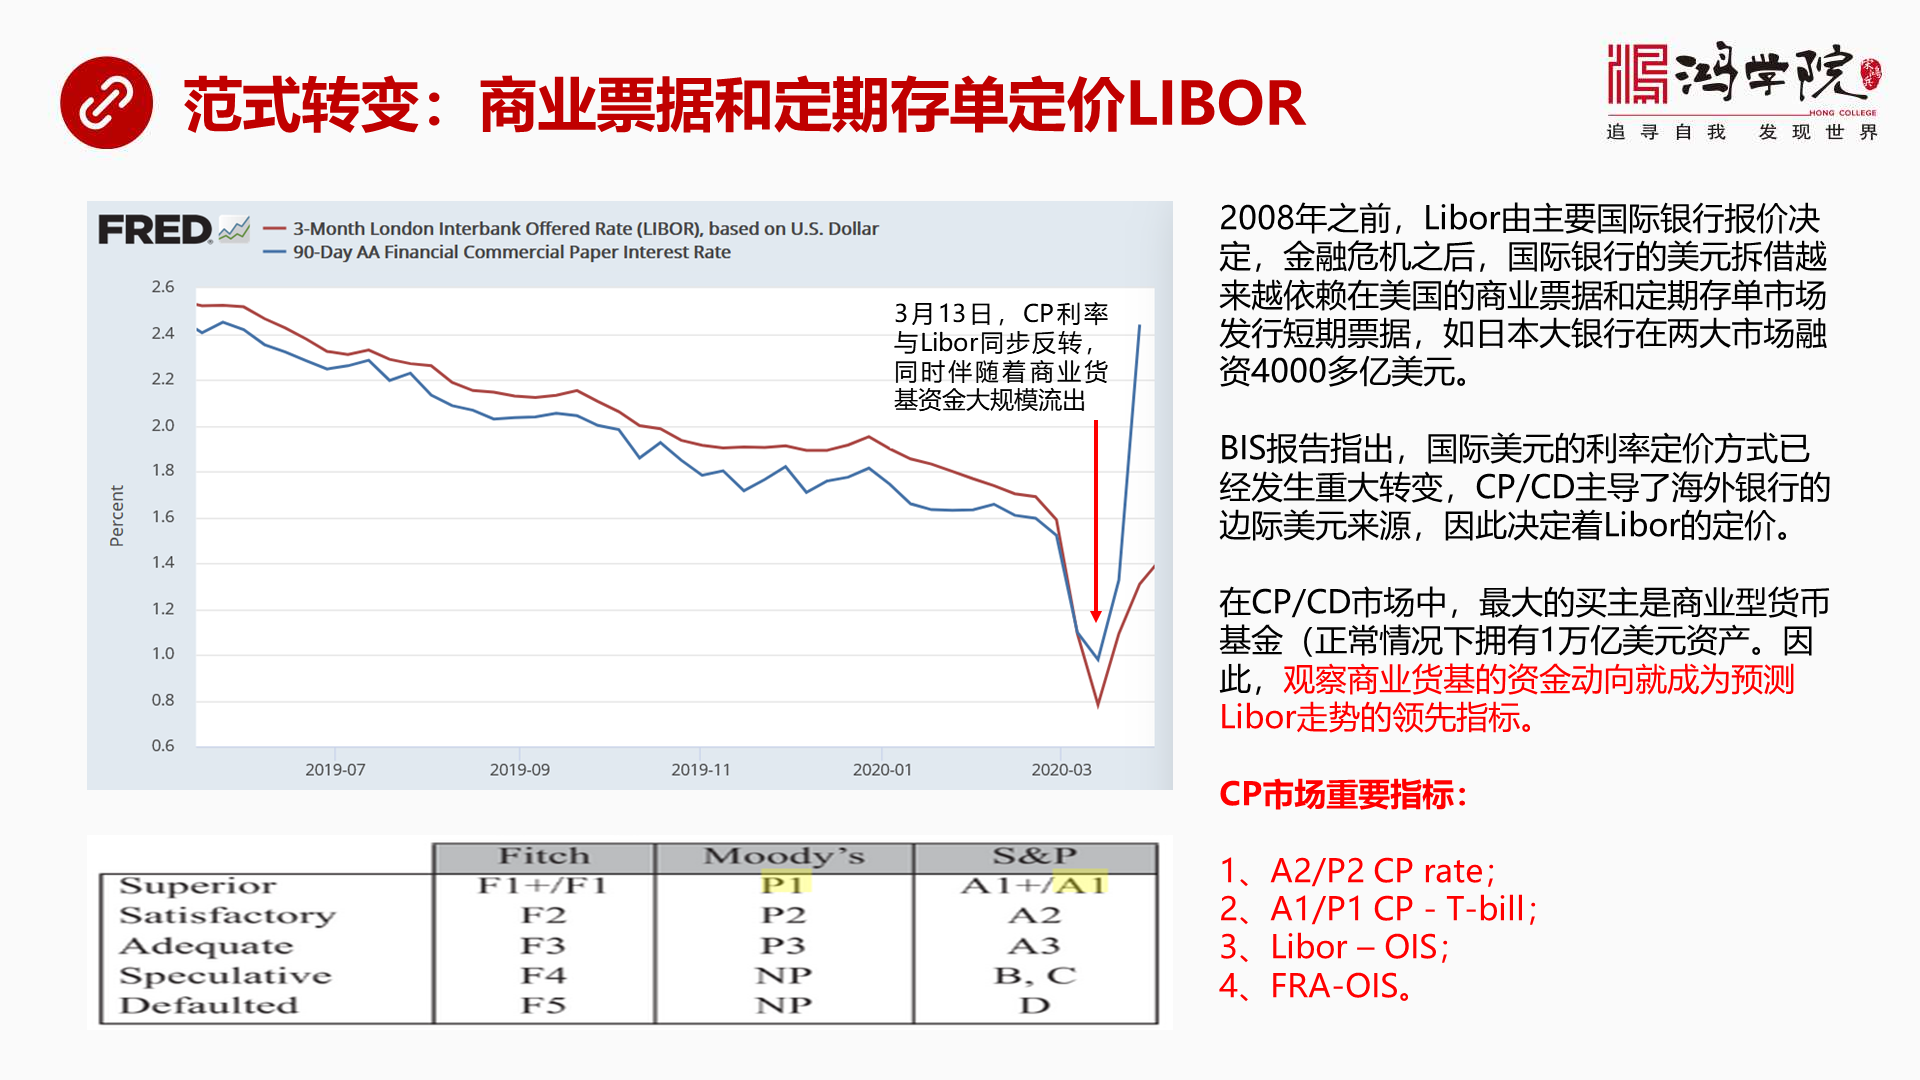 范式转变：商业票据和定期存单定价LIBOR
鸿学院
HONG COLLEGE
追寻自我 发现世界
FRED
3-Month London Interbank Offered Rate (LIBOR), based on U.S. Dollar
90-Day AA Financial Commercial Paper Interest Rate
2.6
2.4
2.2
2.0
1.8
1.6
1.4
1.2
1.0
0.8
0.6
Percent
2019-07 2019-09 2019-11 2020-01 2020-03
3月13日，CP利率
与Libor同步反转，
同时伴随着商业货
基资金大规模流出
2008年之前，Libor由主要国际银行报价决
定，金融危机之后，国际银行的美元拆借越
来越依赖在美国的商业票据和定期存单市场
发行短期票据，如日本大银行在两大市场融
资4000多亿美元。
BIS报告指出，国际美元的利率定价方式已
经发生重大转变，CP/CD主导了海外银行的
边际美元来源，因此决定着Libor的定价。
在CP/CD市场中，最大的买主是商业型货币
基金（正常情况下拥有1万亿美元资产。因
此，观察商业货基的资金动向就成为预测
Libor走势的领先指标。
CP市场重要指标：
1、A2/P2 CP rate；
2、A1/P1 CP - T-bill；
3、Libor – OIS；
4、FRA-OIS。
Fitch Moody’s S&P
Superior F1+/F1 P1 A1+/A1
Satisfactory F2 P2 A2
Adequate F3 P3 A3
Speculative F4 NP B, C
Defaulted F5 NP D